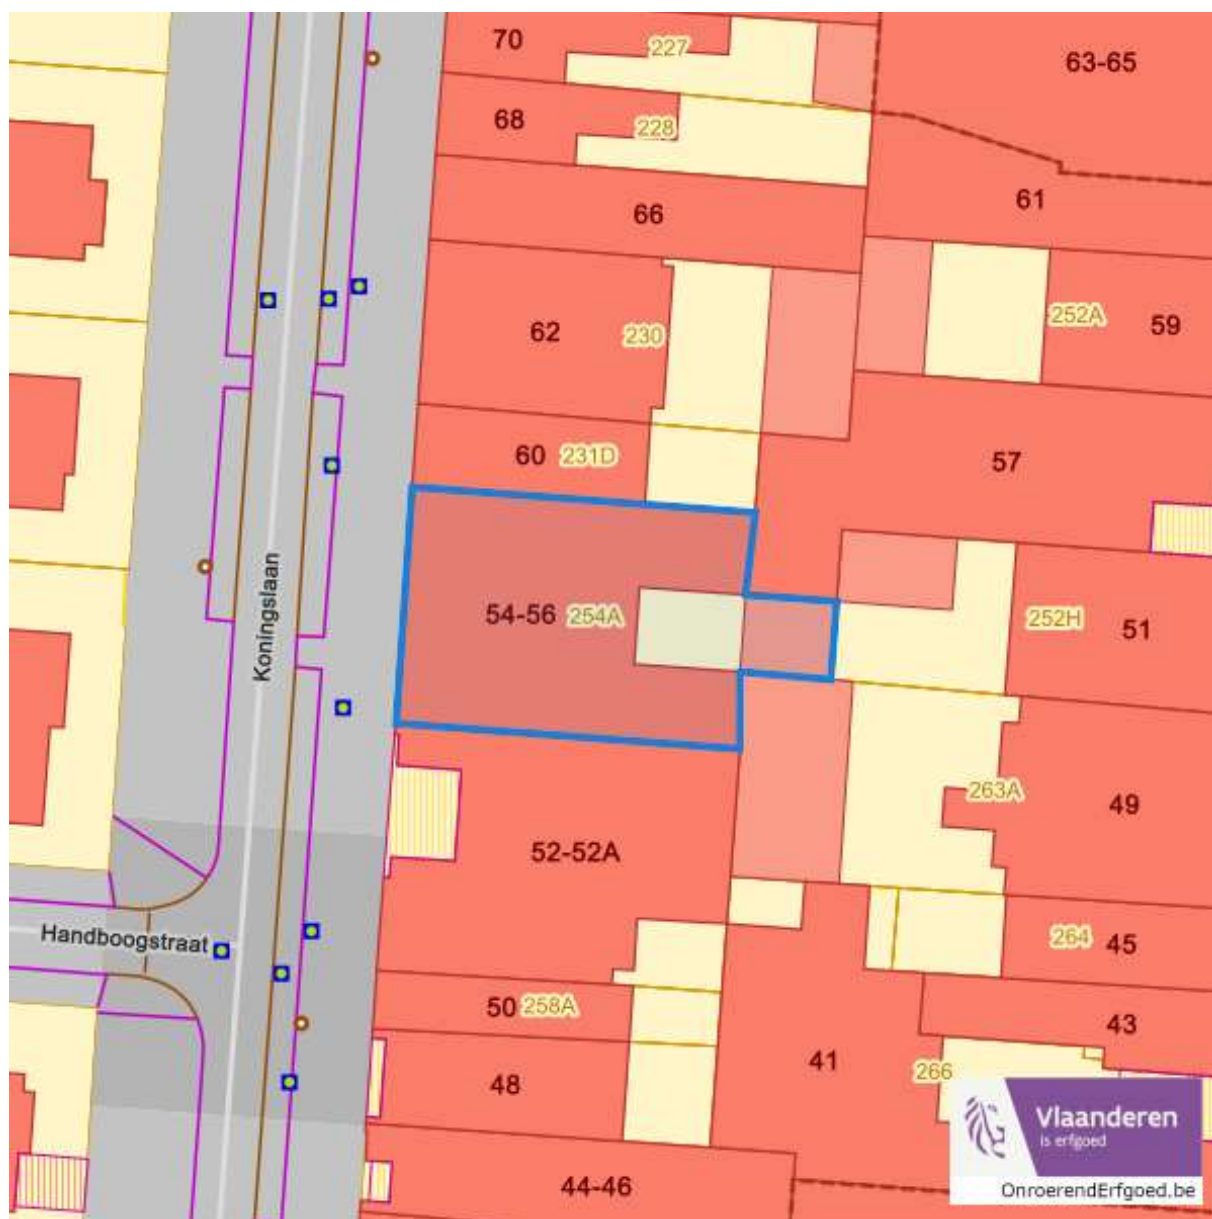 70
227
63-65
68
228
66
61
62
230
252A
59
60
231D
57
54-56
254A
252H
51
Koningslaan
263A
49
52-52A
Handboogstraat
264
45
50
258A
43
48
41
266
Vlaanderen
is erfgoed
44-46
OnroerendErfgoed.be